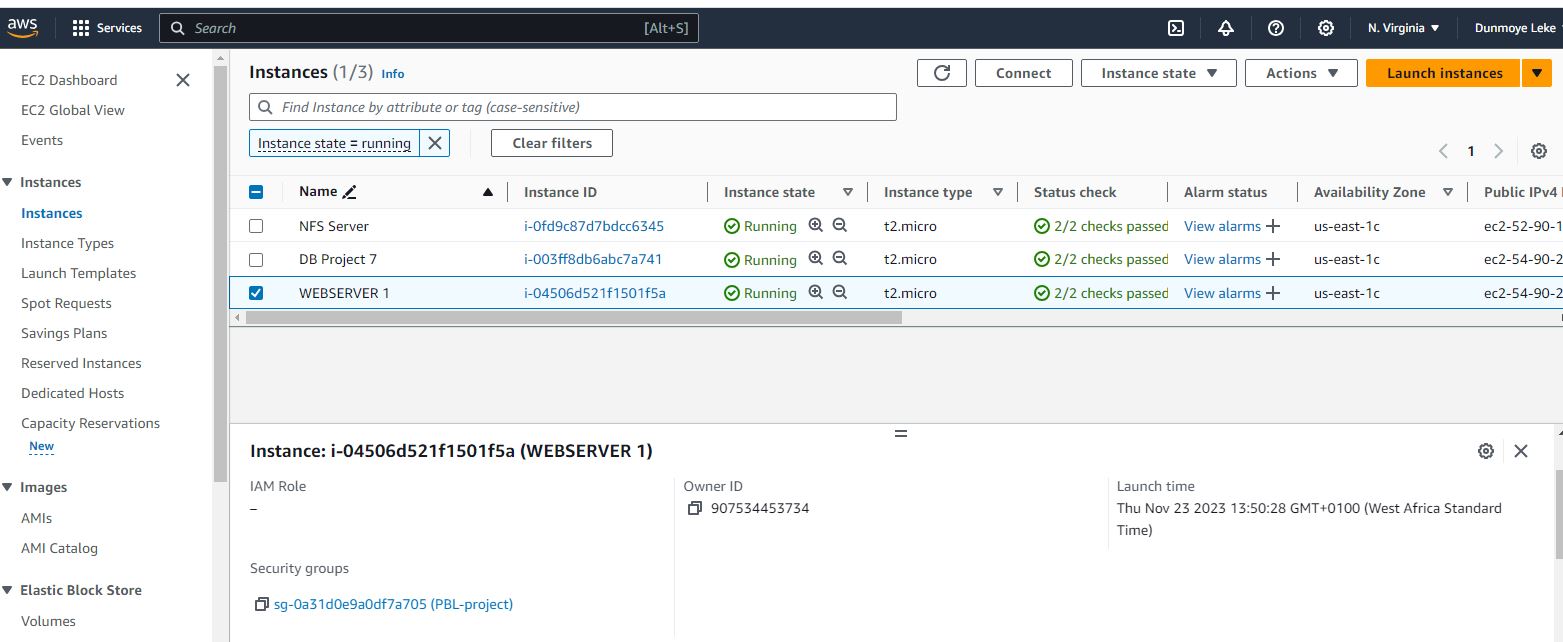 aws Services Search [Alt+S] N. Virginia Dunmoye Leke
EC2 Dashboard
EC2 Global View
Events
Instances
Instances
Instance Types
Launch Templates
Spot Requests
Savings Plans
Reserved Instances
Dedicated Hosts
Capacity Reservations
New
Images
AMIs
AMI Catalog
Elastic Block Store
Volumes
Instances (1/3) Info Connect Instance state Actions Launch instances
Find Instance by attribute or tag (case-sensitive)
Instance state = running Clear filters
1
Name Instance ID Instance state Instance type Status check Alarm status Availability Zone Public IPv4
NFS Server i-0fd9c87d7bdcc6345 Running t2.micro 2/2 checks passed View alarms us-east-1c ec2-52-90-1
DB Project 7 i-003ff8db6abc7a741 Running t2.micro 2/2 checks passed View alarms us-east-1c ec2-54-90-2
WEBSERVER 1 i-04506d521f1501f5a Running t2.micro 2/2 checks passed View alarms us-east-1c ec2-54-90-2
Instance: i-04506d521f1501f5a (WEBSERVER 1)
IAM Role
–
Owner ID
907534453734
Launch time
Thu Nov 23 2023 13:50:28 GMT+0100 (West Africa Standard
Time)
Security groups
sg-0a31d0e9a0df7a705 (PBL-project)